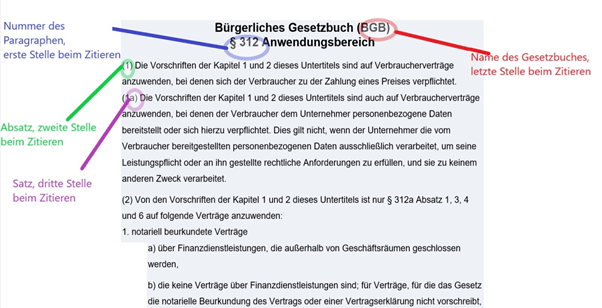 Nummer des
Paragraphen,
erste Stelle beim Zitieren
Bürgerliches Gesetzbuch (BGB)
§ 312 Anwendungsbereich
Name des Gesetzbuches,
letzte Stelle beim Zitieren
(1) Die Vorschriften der Kapitel 1 und 2 dieses Untertitels sind auf Verbraucherverträge
anzuwenden, bei denen sich der Verbraucher zu der Zahlung eines Preises verpflichtet.
(1a) Die Vorschriften der Kapitel 1 und 2 dieses Untertitels sind auch auf Verbraucherverträge
anzuwenden, bei denen der Verbraucher dem Unternehmer personenbezogene Daten
bereitstellt oder sich hierzu verpflichtet. Dies gilt nicht, wenn der Unternehmer die vom
Verbraucher bereitgestellten personenbezogenen Daten ausschließlich verarbeitet, um seine
Leistungspflicht oder an ihn gestellte rechtliche Anforderungen zu erfüllen, und sie zu keinem
anderen Zweck verarbeitet.
Absatz, zweite Stelle
beim Zitieren
Satz, dritte Stelle
beim Zitieren
(2) Von den Vorschriften der Kapitel 1 und 2 dieses Untertitels ist nur § 312a Absatz 1, 3, 4
und 6 auf folgende Verträge anzuwenden:
1. notariell beurkundete Verträge
a) über Finanzdienstleistungen, die außerhalb von Geschäftsräumen geschlossen
werden,
b) die keine Verträge über Finanzdienstleistungen sind; für Verträge, für die das Gesetz
die notarielle Beurkundung des Vertrags oder einer Vertragserklärung nicht vorschreibt,